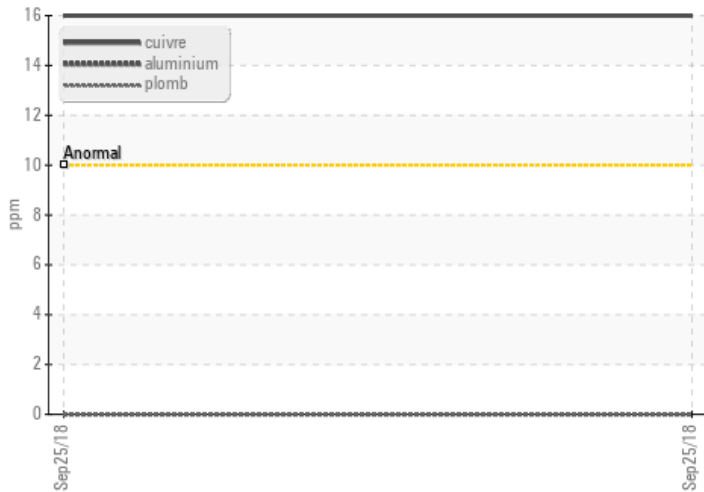 16
cuivre
aluminium
plomb
14
12
Anormal
10
ppm
8
6
4
2
0
Sep25/18
Sep25/18